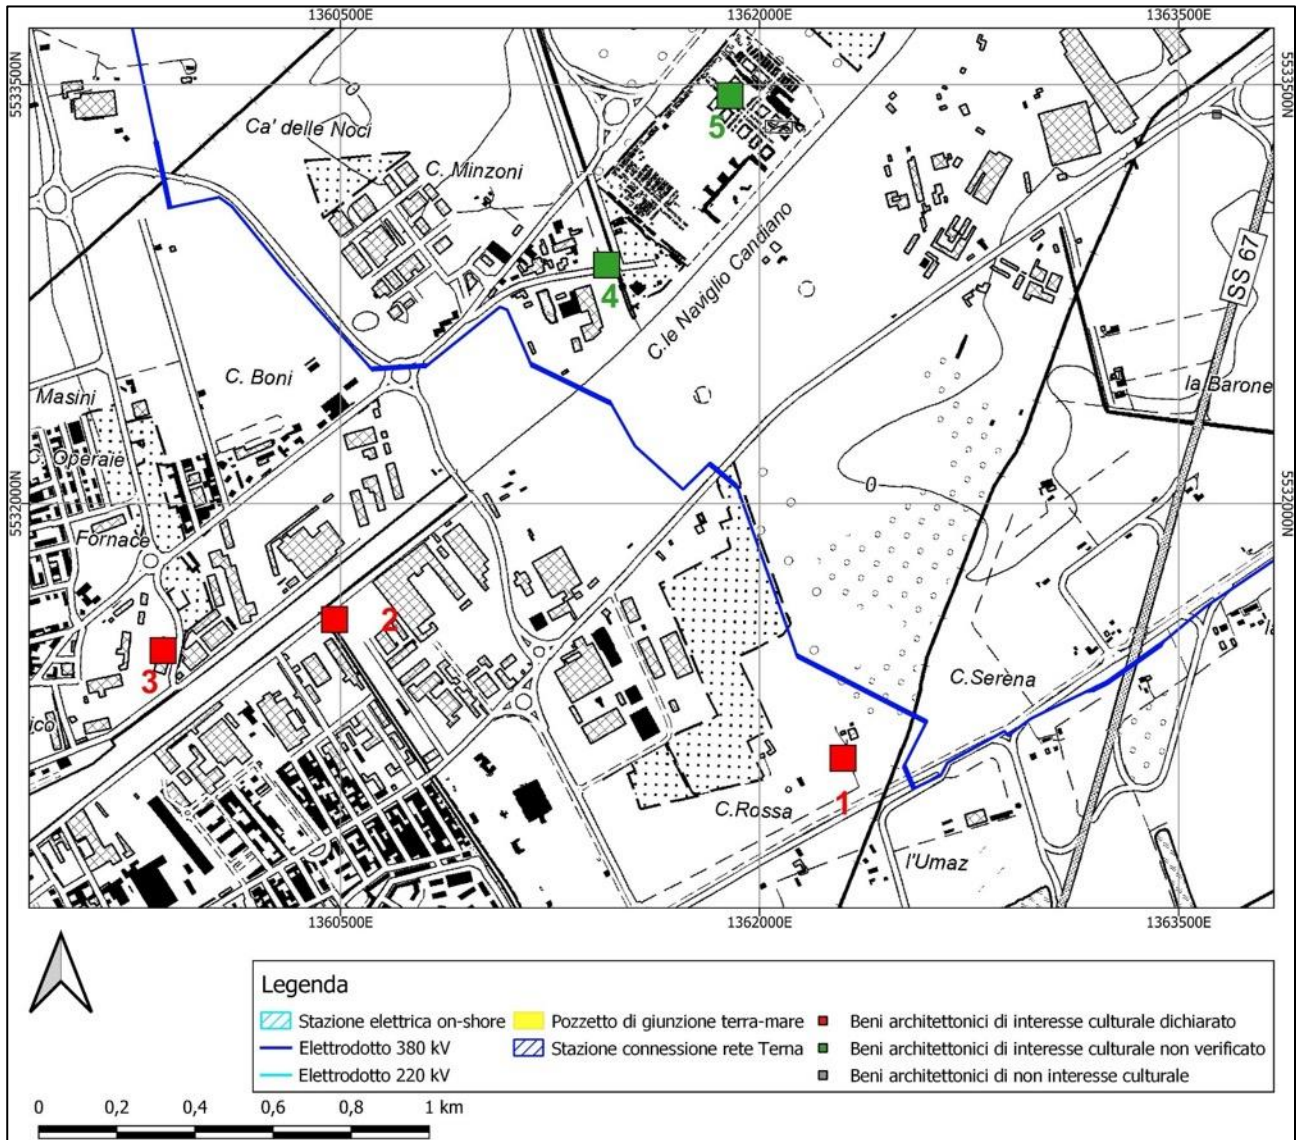 1360500E
1362000E
1363500E
5533500N
5533500N
Ca' delle Noci
C. Minzoni
5
4
C.le Naviglio Candiano
SS 67
C. Boni
Masini
la Barone
Operaie
0
5532000N
5532000N
Fornace
2
3
C.Serena
1
C.Rossa
l'Umaz
ico
1360500E
1362000E
1363500E
Legenda
Stazione elettrica on-shore
Pozzetto di giunzione terra-mare
Beni architettonici di interesse culturale dichiarato
Elettrodotto 380 kV
Stazione connessione rete Terna
Beni architettonici di interesse culturale non verificato
Elettrodotto 220 kV
Beni architettonici di non interesse culturale
0 0,2 0,4 0,6 0,8 1 km